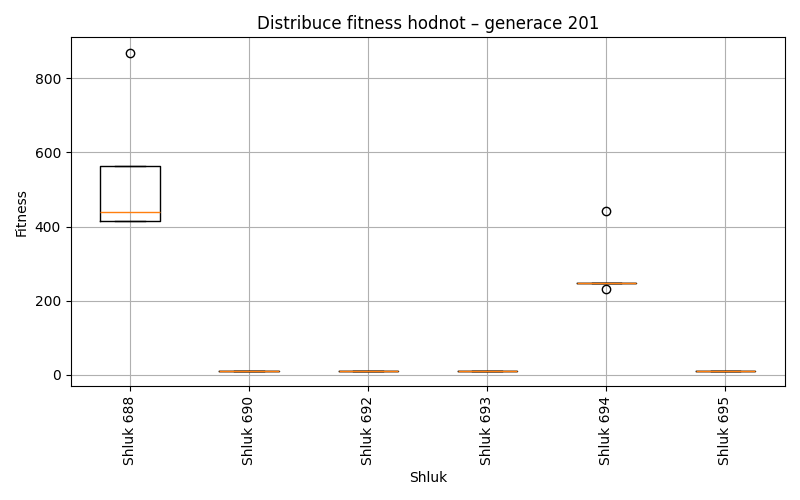 Distribuce fitness hodnot – generace 201
Fitness
800
600
400
200
0
Shluk 688
Shluk 690
Shluk 692
Shluk 693
Shluk 694
Shluk 695
Shluk